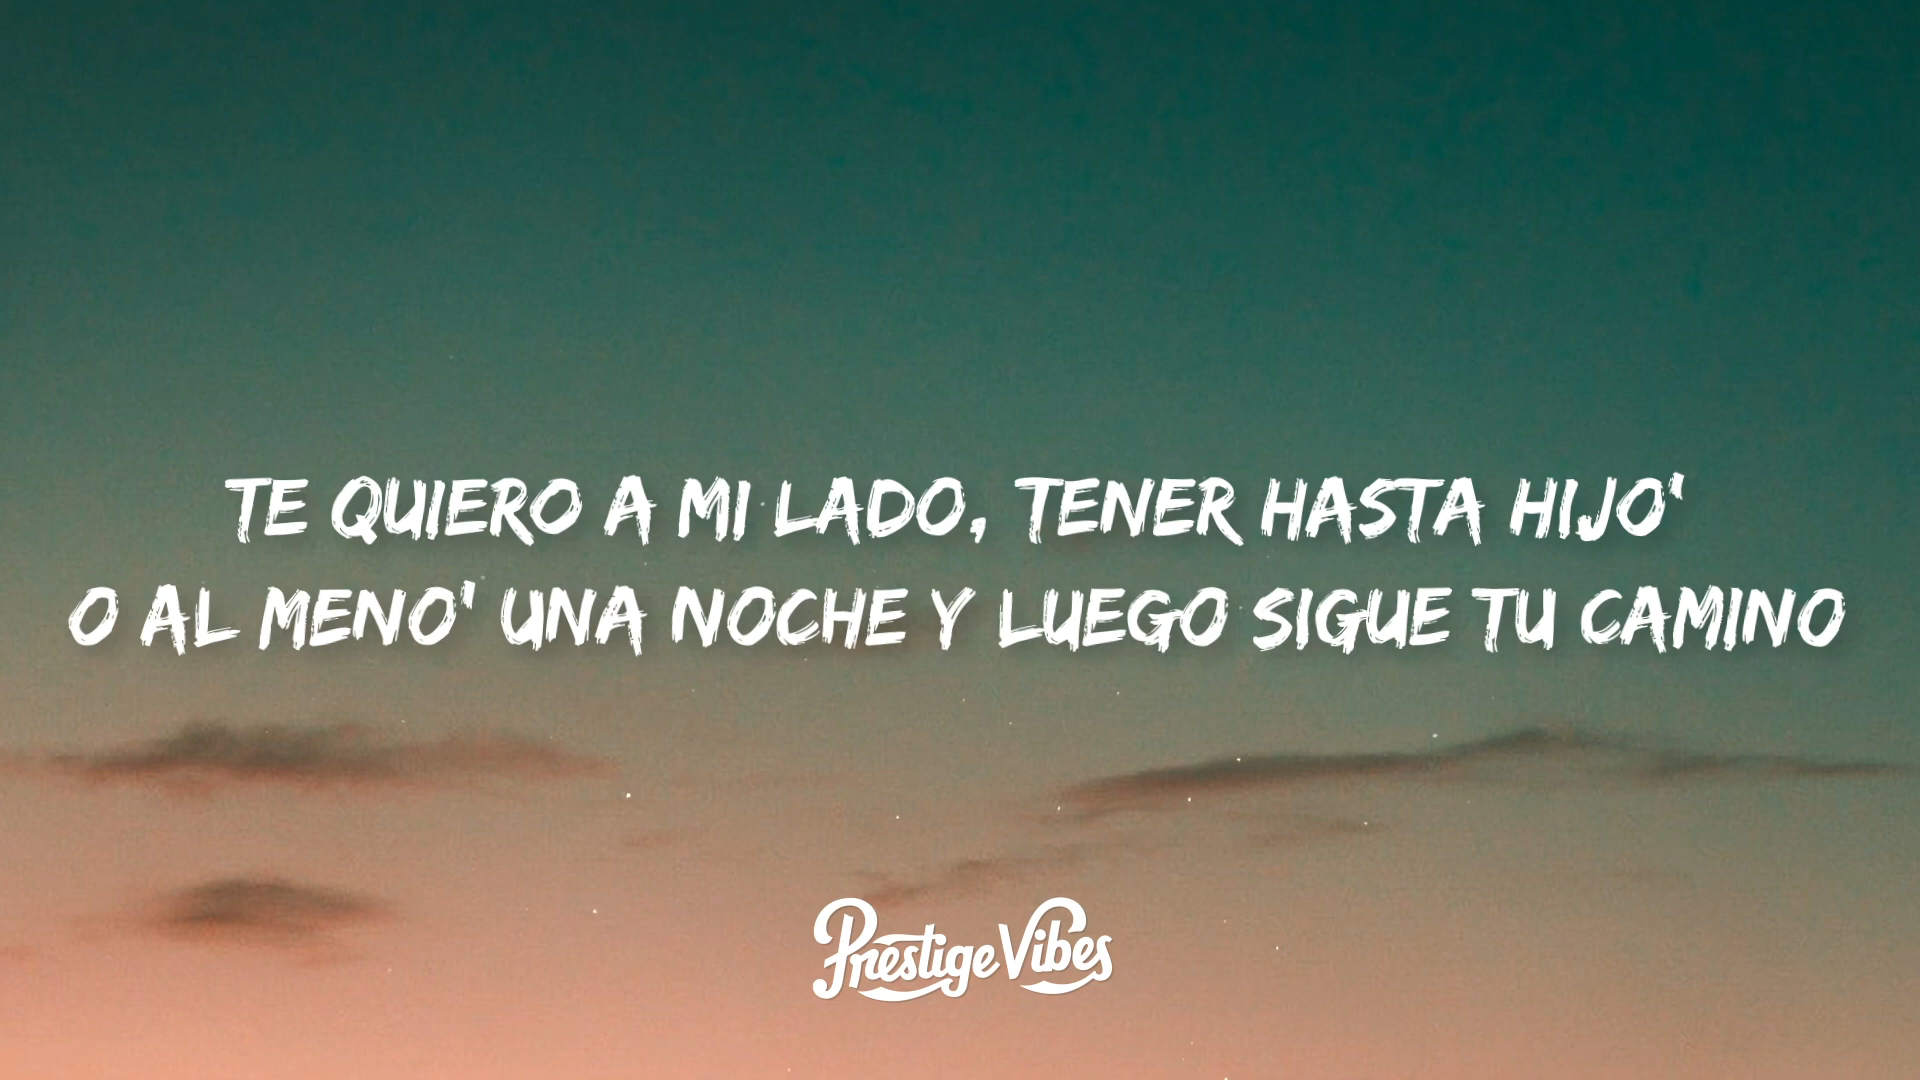 TE QUIERO A MI LADO, TENER HASTA HIJO'
O AL MENO' UNA NOCHE Y LUEGO SIGUE TU CAMINO
Prestige Vibes